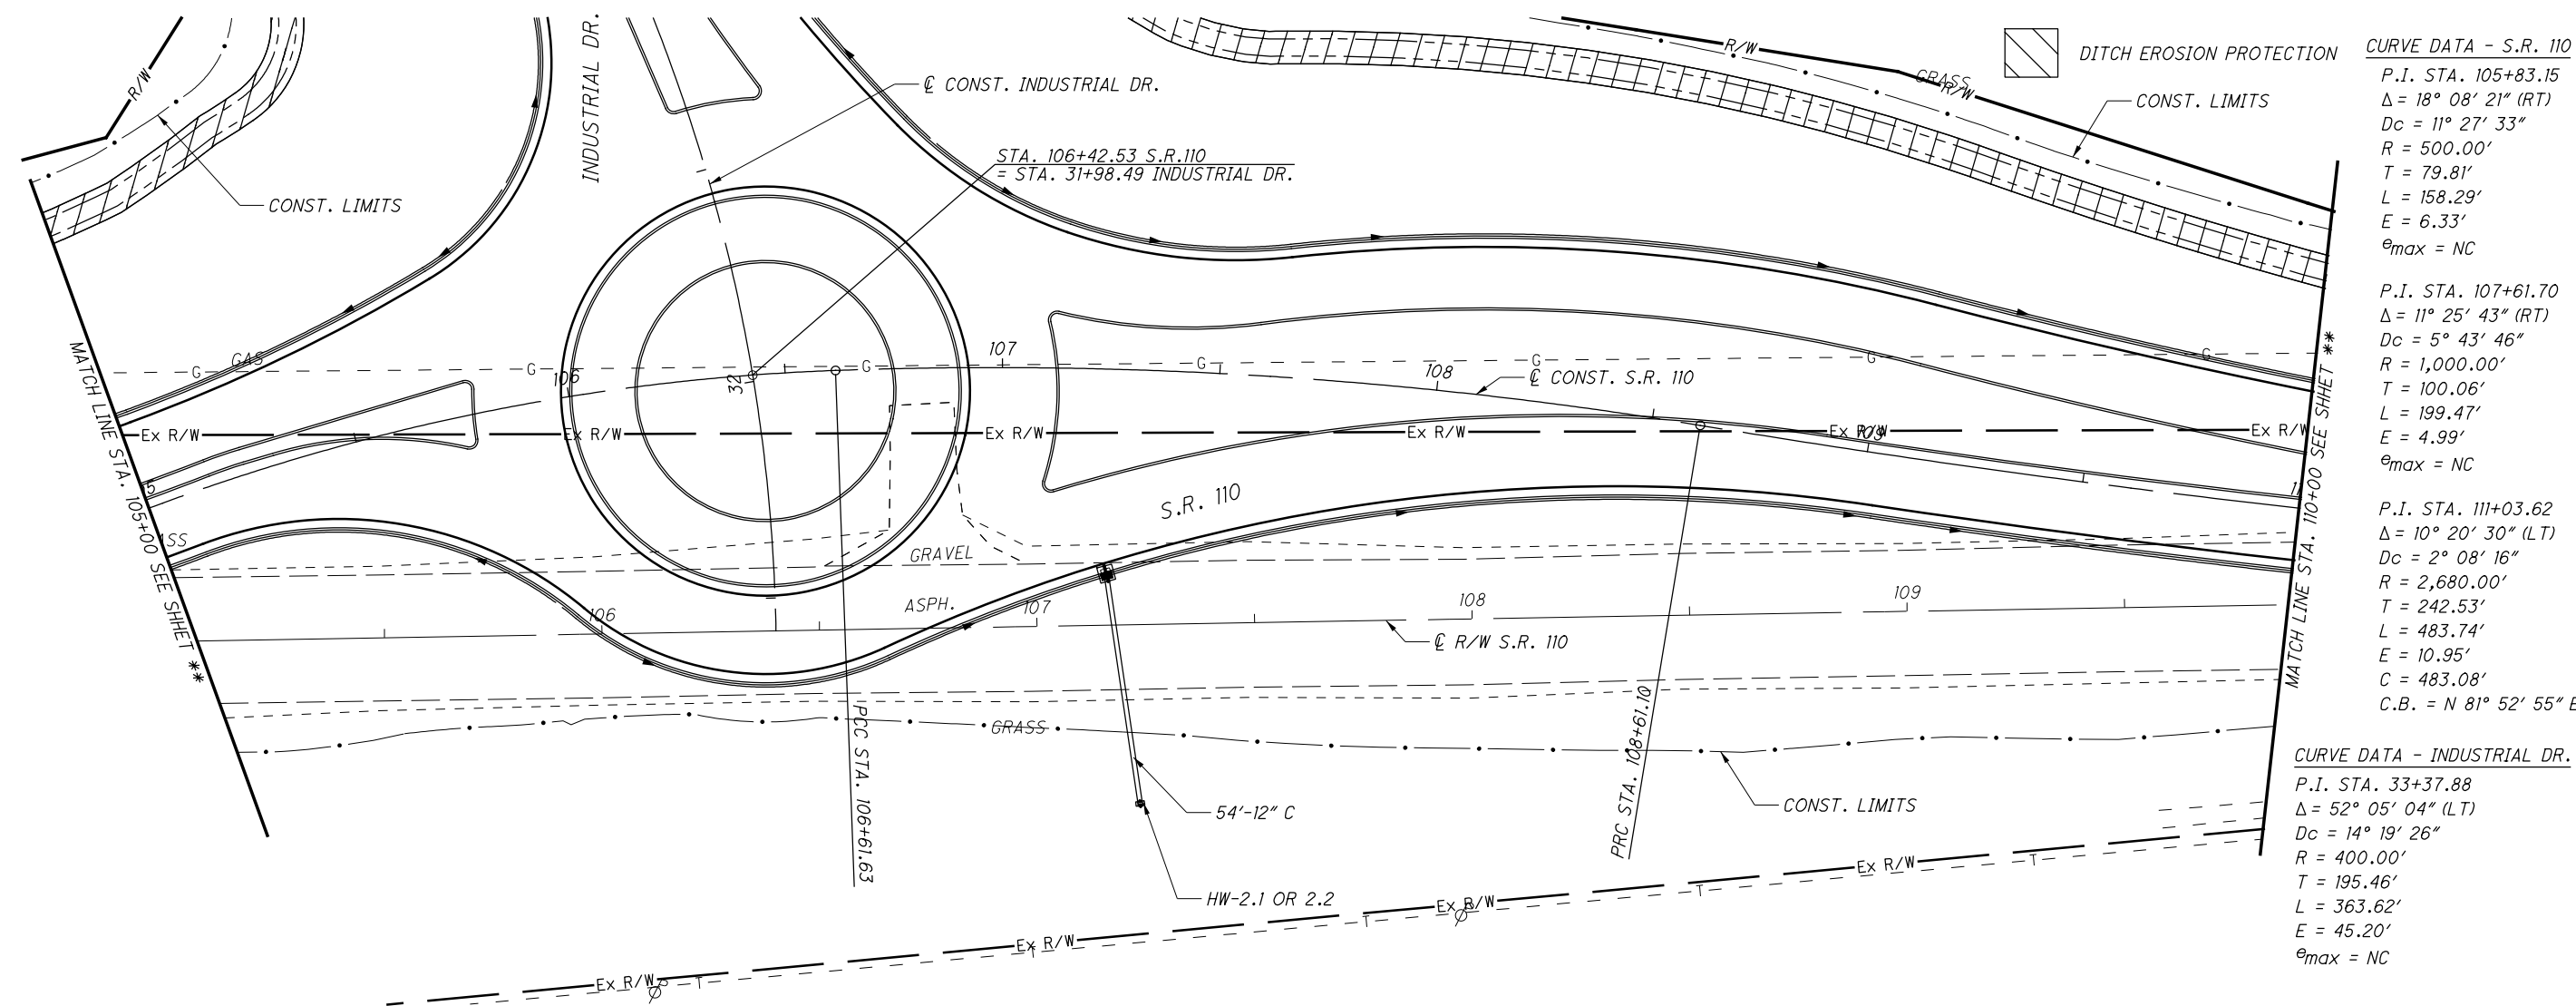 INDUSTRIAL DR.
R/W
R/W
GRASS
R/W
DITCH EROSION PROTECTION
CONST. LIMITS
℄ CONST. INDUSTRIAL DR.
STA. 106+42.53 S.R.110
= STA. 31+98.49 INDUSTRIAL DR.
CONST. LIMITS
MATCH LINE STA. 105+00 SEE SHHET **
GAS
G
G
G
G
G
G
G
106
32
107
108
℄ CONST. S.R. 110
109
Ex R/W
Ex R/W
Ex R/W
Ex R/W
Ex R/W
Ex R/W
5
ASS
S.R. 110
GRAVEL
ASPH.
106
107
108
109
11
℄ R/W S.R. 110
GRASS
PCC STA. 106+61.63
PRC STA. 108+61.10
54'-12" C
HW-2.1 OR 2.2
CONST. LIMITS
MATCH LINE STA. 110+00 SEE SHHET **
Ex R/W
Ex R/W
Ex R/W
Ex R/W
T
T
T
T
T
CURVE DATA - S.R. 110
P.I. STA. 105+83.15
Δ = 18° 08' 21" (RT)
Dc = 11° 27' 33"
R = 500.00'
T = 79.81'
L = 158.29'
E = 6.33'
emax = NC
P.I. STA. 107+61.70
Δ = 11° 25' 43" (RT)
Dc = 5° 43' 46"
R = 1,000.00'
T = 100.06'
L = 199.47'
E = 4.99'
emax = NC
P.I. STA. 111+03.62
Δ = 10° 20' 30" (LT)
Dc = 2° 08' 16"
R = 2,680.00'
T = 242.53'
L = 483.74'
E = 10.95'
C = 483.08'
C.B. = N 81° 52' 55" E
CURVE DATA - INDUSTRIAL DR.
P.I. STA. 33+37.88
Δ = 52° 05' 04" (LT)
Dc = 14° 19' 26"
R = 400.00'
T = 195.46'
L = 363.62'
E = 45.20'
emax = NC